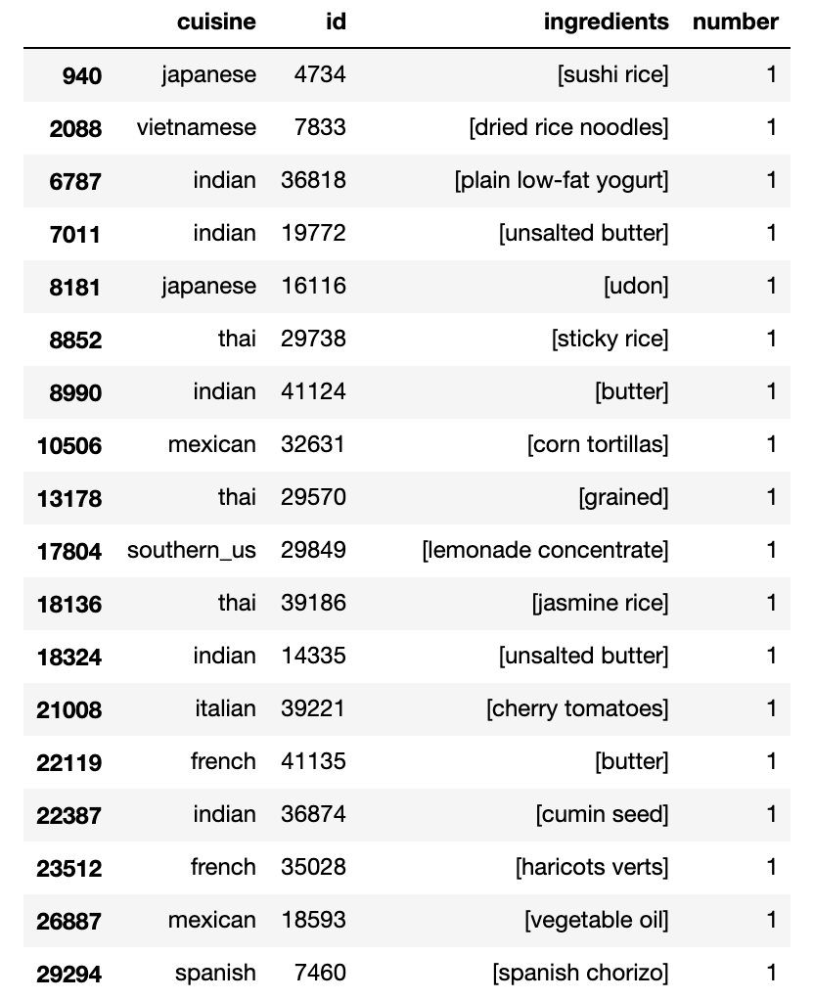 cuisine id ingredients number
940 japanese 4734 [sushi rice] 1
2088 vietnamese 7833 [dried rice noodles] 1
6787 indian 36818 [plain low-fat yogurt] 1
7011 indian 19772 [unsalted butter] 1
8181 japanese 16116 [udon] 1
8852 thai 29738 [sticky rice] 1
8990 indian 41124 [butter] 1
10506 mexican 32631 [corn tortillas] 1
13178 thai 29570 [grained] 1
17804 southern_us 29849 [lemonade concentrate] 1
18136 thai 39186 [jasmine rice] 1
18324 indian 14335 [unsalted butter] 1
21008 italian 39221 [cherry tomatoes] 1
22119 french 41135 [butter] 1
22387 indian 36874 [cumin seed] 1
23512 french 35028 [haricots verts] 1
26887 mexican 18593 [vegetable oil] 1
29294 spanish 7460 [spanish chorizo] 1